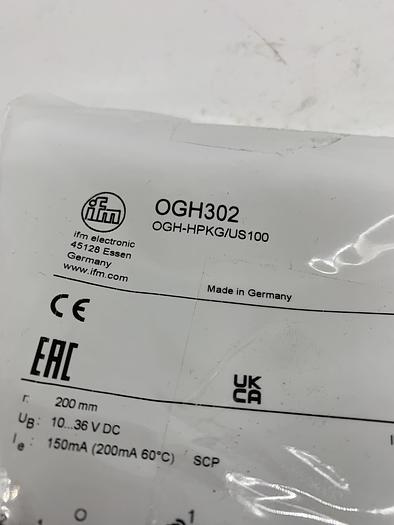 ifm
ifm electronic
45128 Essen
Germany
www.ifm.com
OGH302
OGH-HPKG/US100
Made in Germany
CE
EAC
UK
CA
r: 200 mm
UB: 10...36 V DC
Ie: 150mA (200mA 60°C) SCP
1